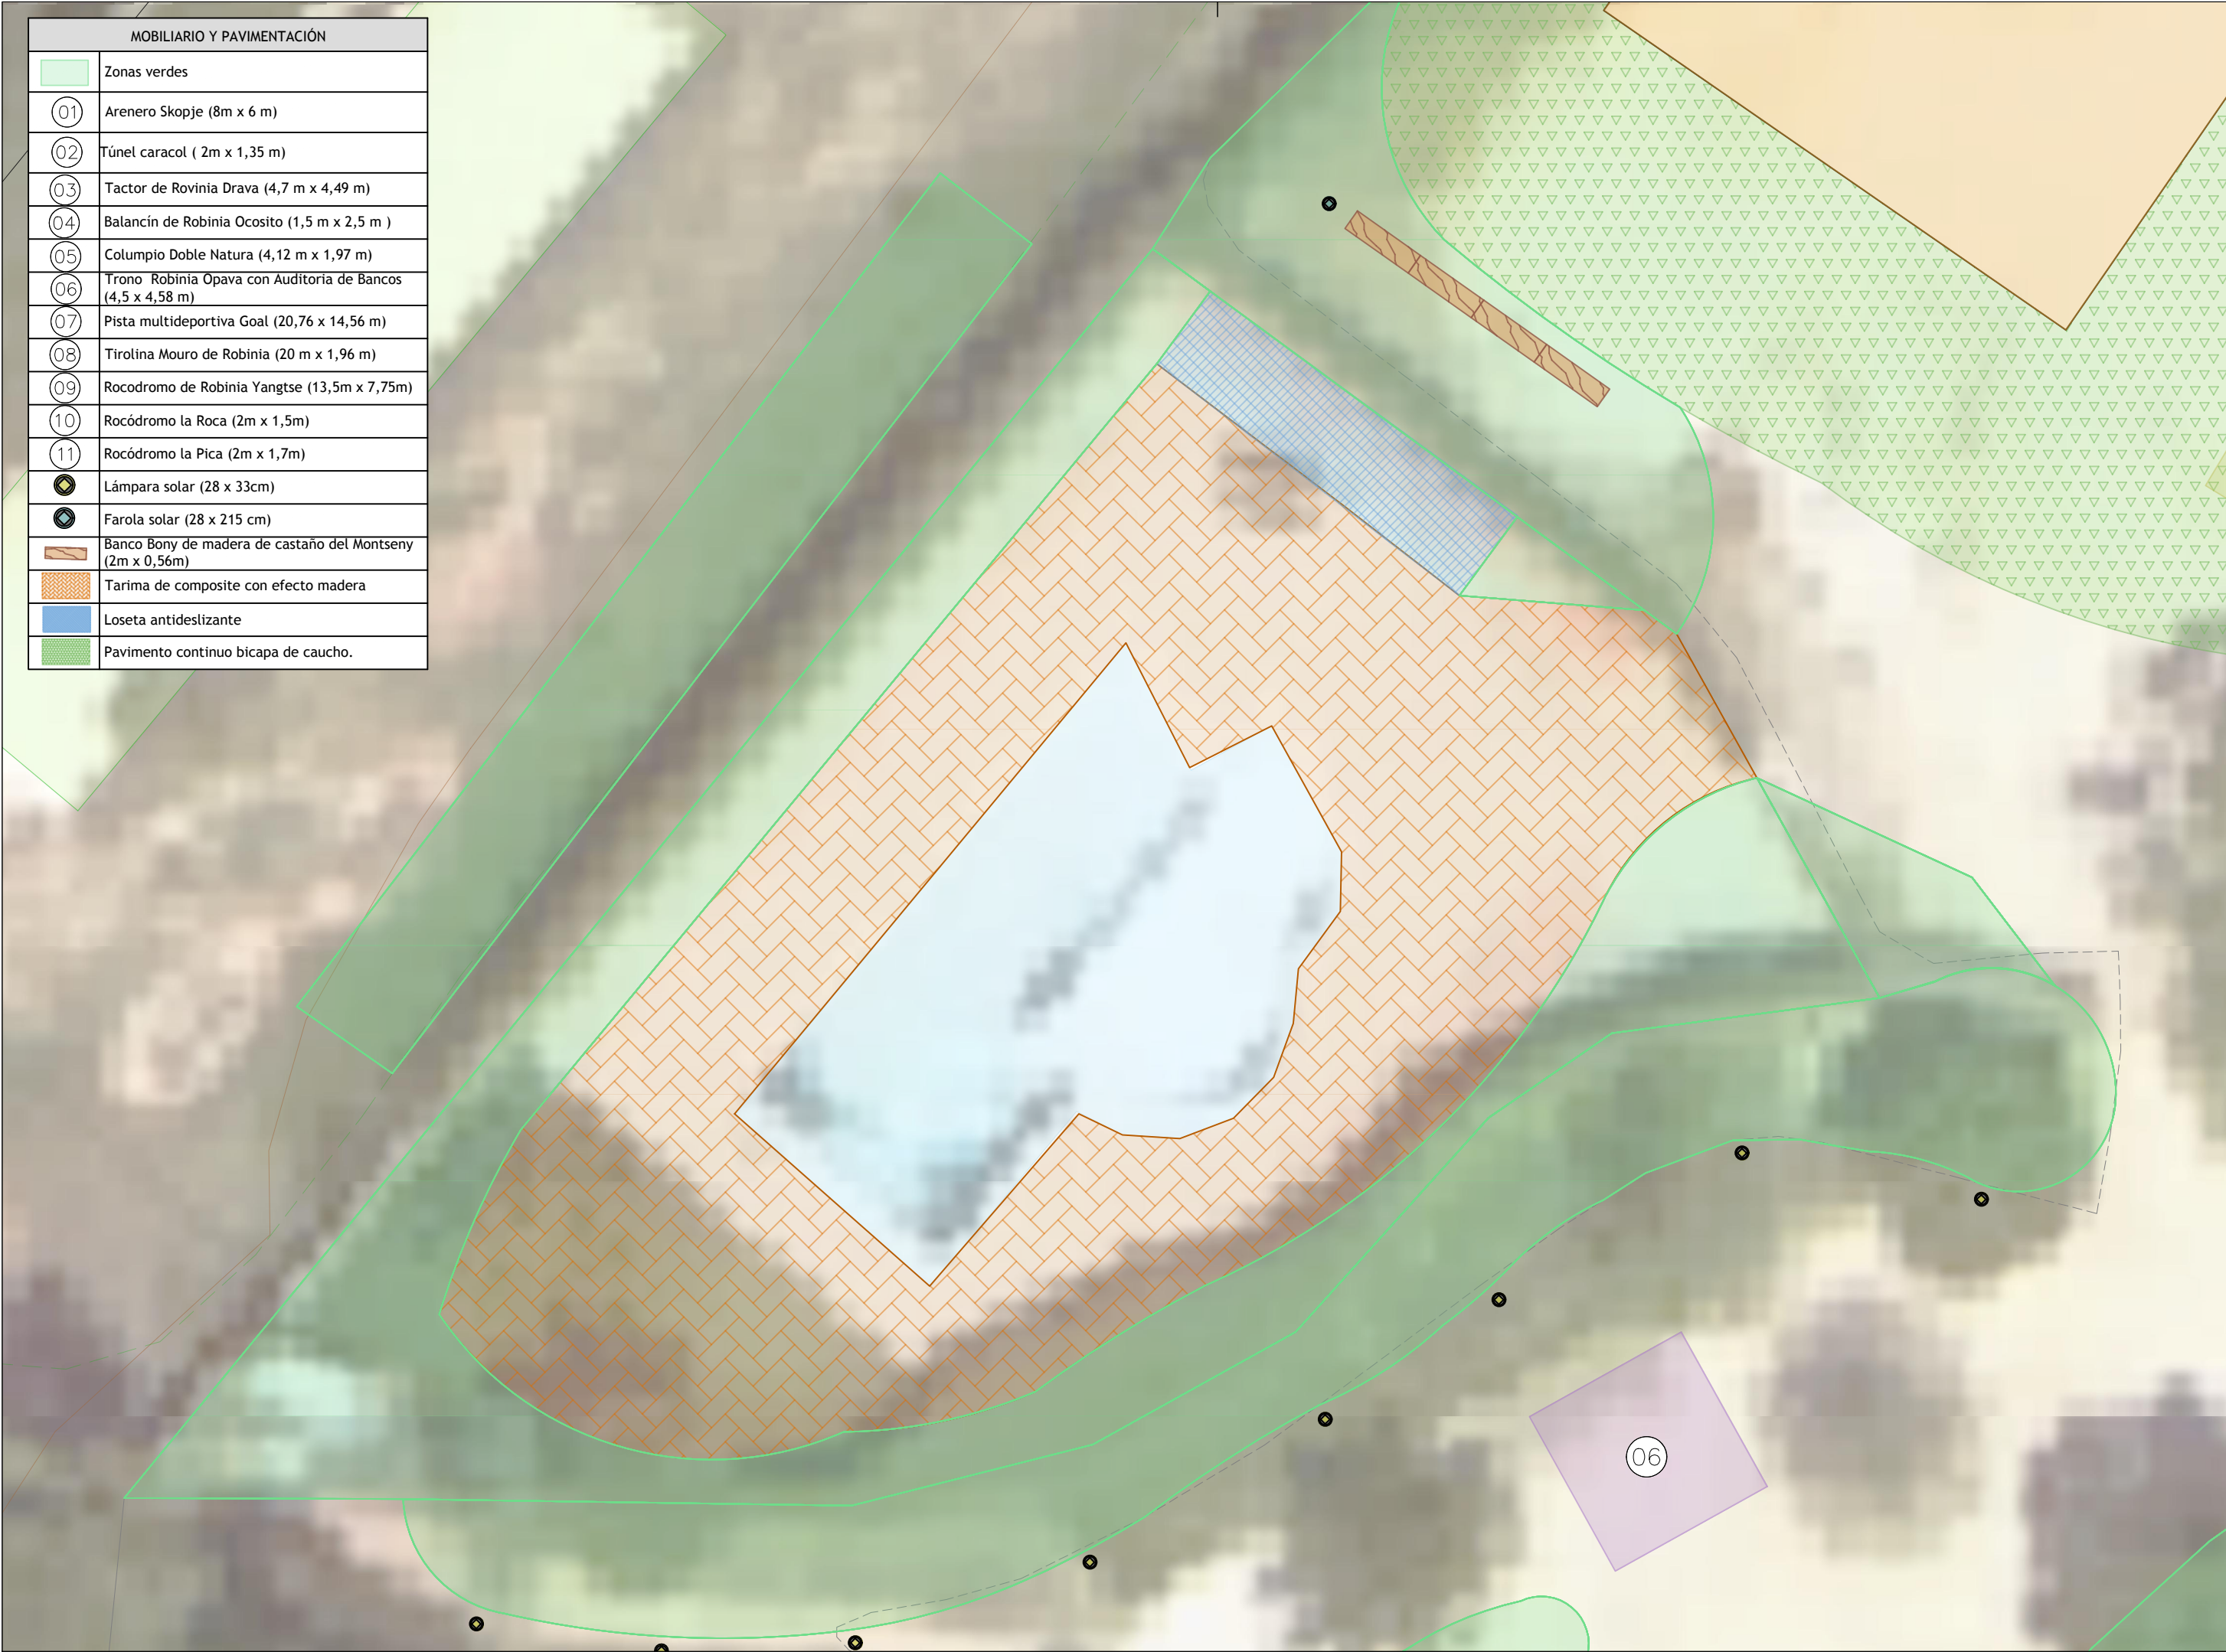 MOBILIARIO Y PAVIMENTACIÓN
Zonas verdes
01 Arenero Skopje (8m x 6 m)
02 Túnel caracol ( 2m x 1,35 m)
03 Tactor de Rovinia Drava (4,7 m x 4,49 m)
04 Balancín de Robinia Ocosito (1,5 m x 2,5 m )
05 Columpio Doble Natura (4,12 m x 1,97 m)
06 Trono Robinia Opava con Auditoria de Bancos
(4,5 x 4,58 m)
07 Pista multideportiva Goal (20,76 x 14,56 m)
08 Tirolina Mouro de Robinia (20 m x 1,96 m)
09 Rocodromo de Robinia Yangtse (13,5m x 7,75m)
10 Rocódromo la Roca (2m x 1,5m)
11 Rocódromo la Pica (2m x 1,7m)
Lámpara solar (28 x 33cm)
Farola solar (28 x 215 cm)
Banco Bony de madera de castaño del Montseny
(2m x 0,56m)
Tarima de composite con efecto madera
Loseta antideslizante
Pavimento continuo bicapa de caucho.
06